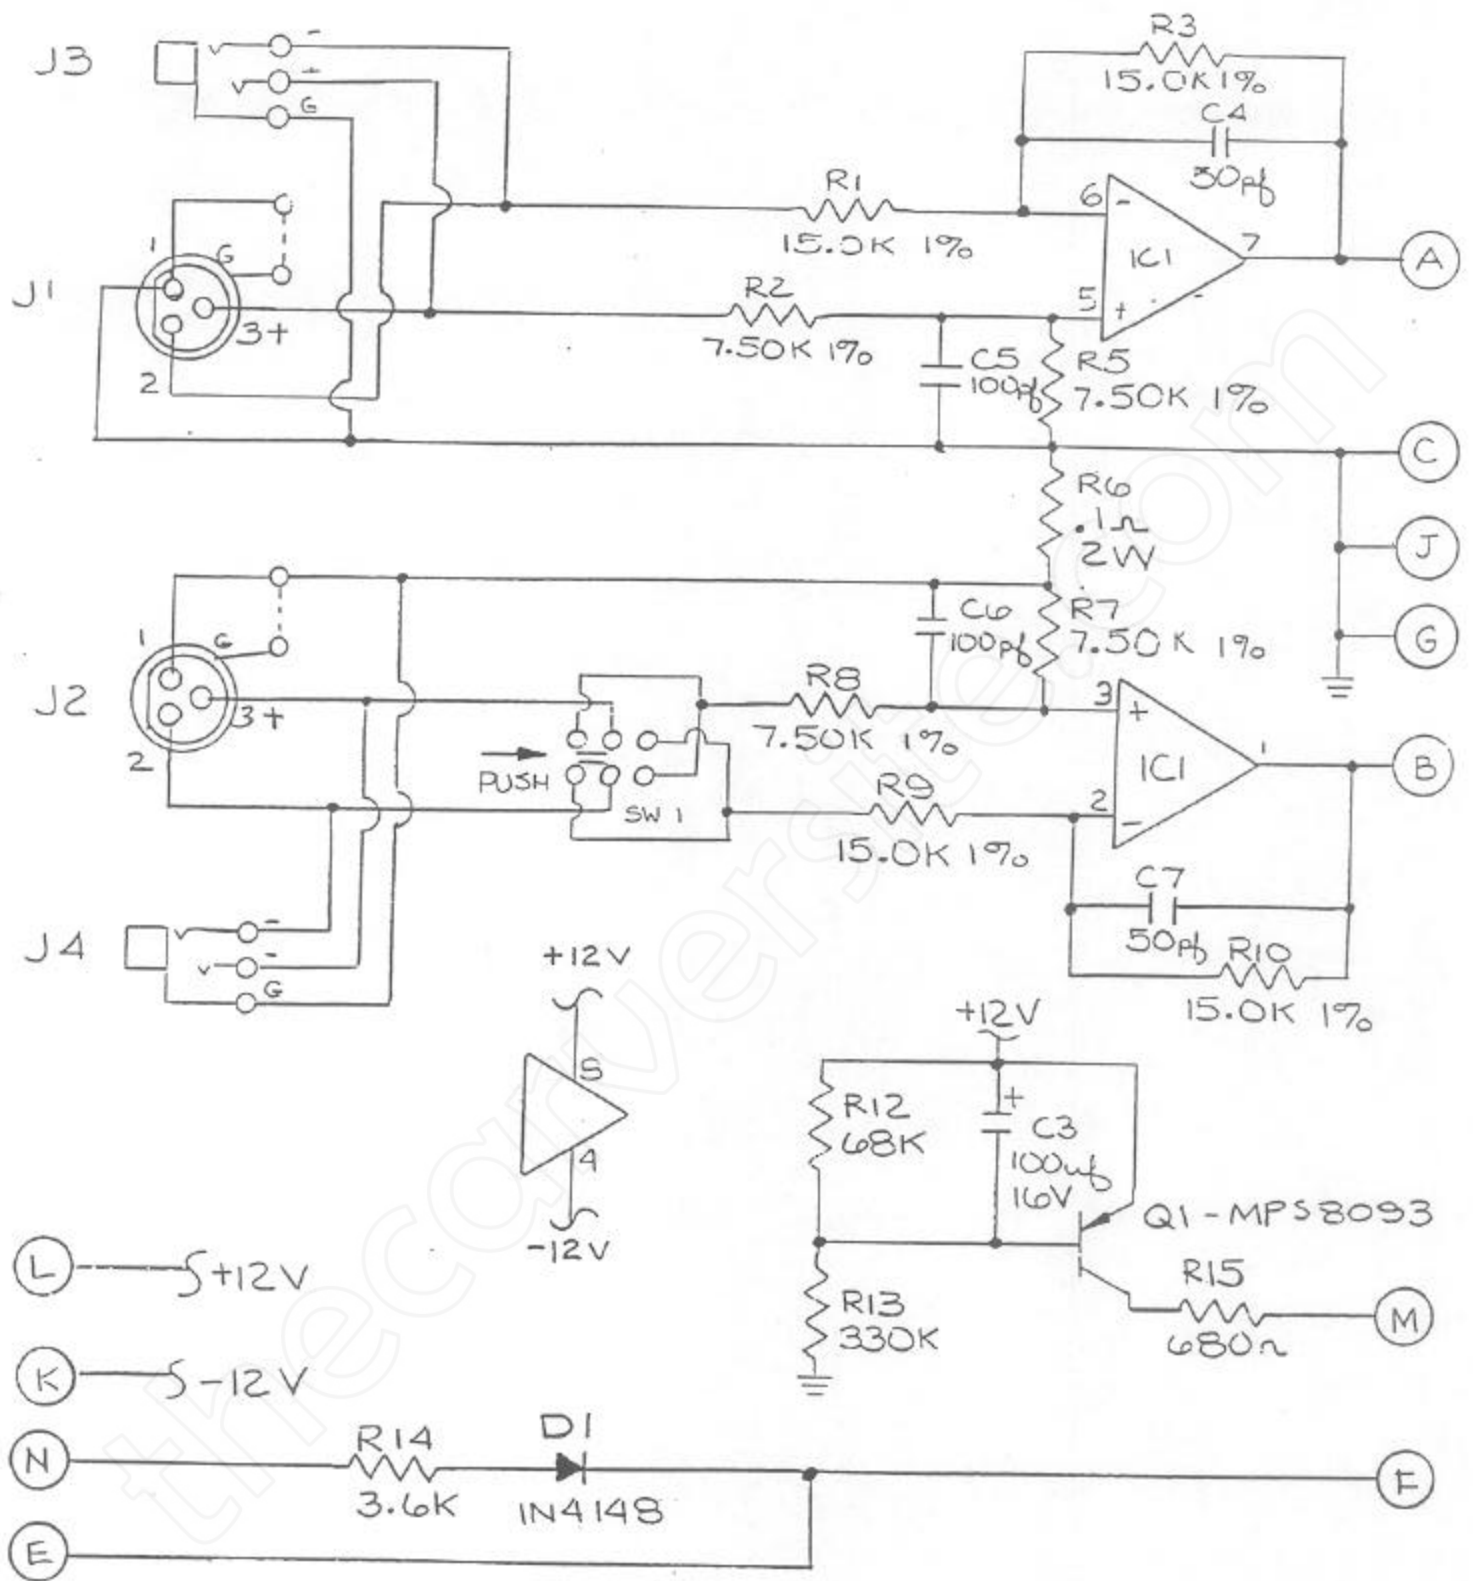 J3
-
+
G
R3
15.0K 1%
C4
50pf
R1
15.0K 1%
6
-
IC1
7
A
1
G
J1
3+
2
R2
7.50K 1%
5
+
C5
100pf
R5
7.50K 1%
C
R6
.1Ω
2W
J
G
1
G
J2
3+
2
PUSH
SW 1
R8
7.50K 1%
C6
100pf
R7
7.50K 1%
3
+
IC1
1
B
R9
15.0K 1%
2
-
C7
50pf
R10
15.0K 1%
J4
-
-
G
+12V
4
-12V
+12V
R12
68K
+
C3
100uf
16V
Q1-MPS8093
R13
330K
R15
680Ω
M
L
+12V
K
-12V
N
R14
3.6K
D1
1N4148
F
E
thecarversite.com